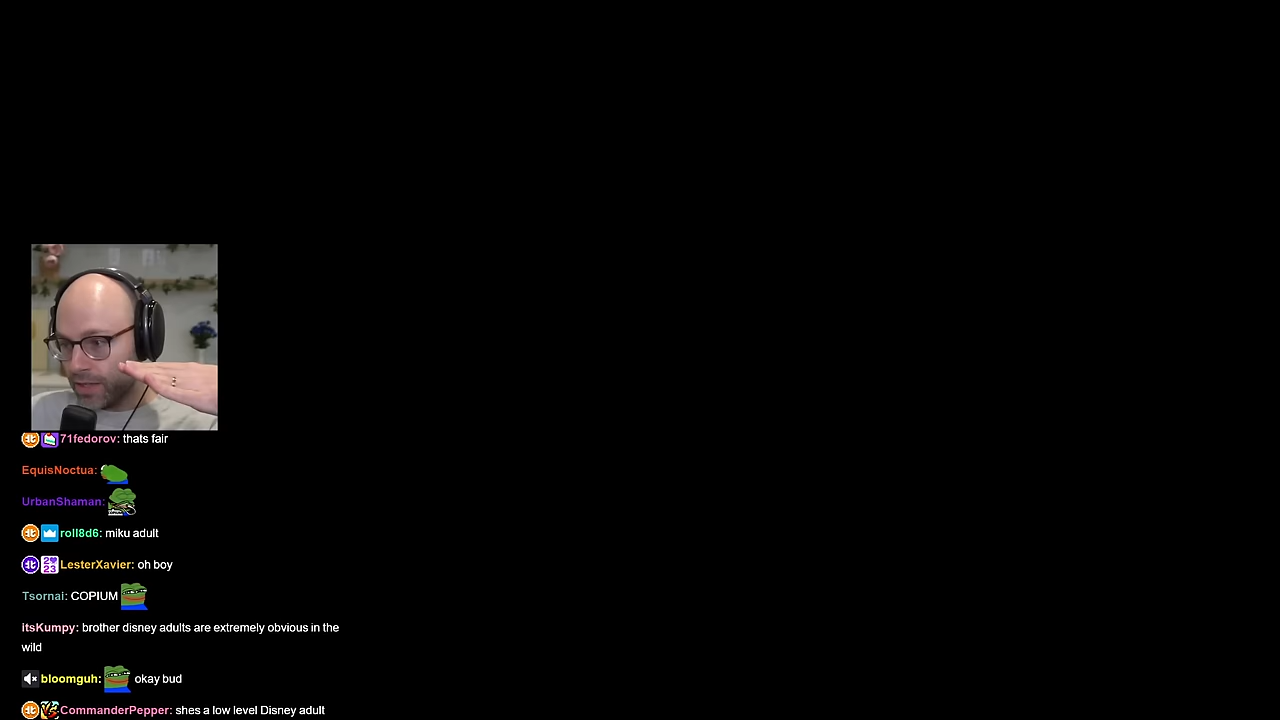 71fedorov: thats fair
EquisNoctua:
UrbanShaman:
roll8d6: miku adult
LesterXavier: oh boy
Tsornai: COPIUM
itsKumpy: brother disney adults are extremely obvious in the
wild
bloomguh: okay bud
CommanderPepper: shes a low level Disney adult